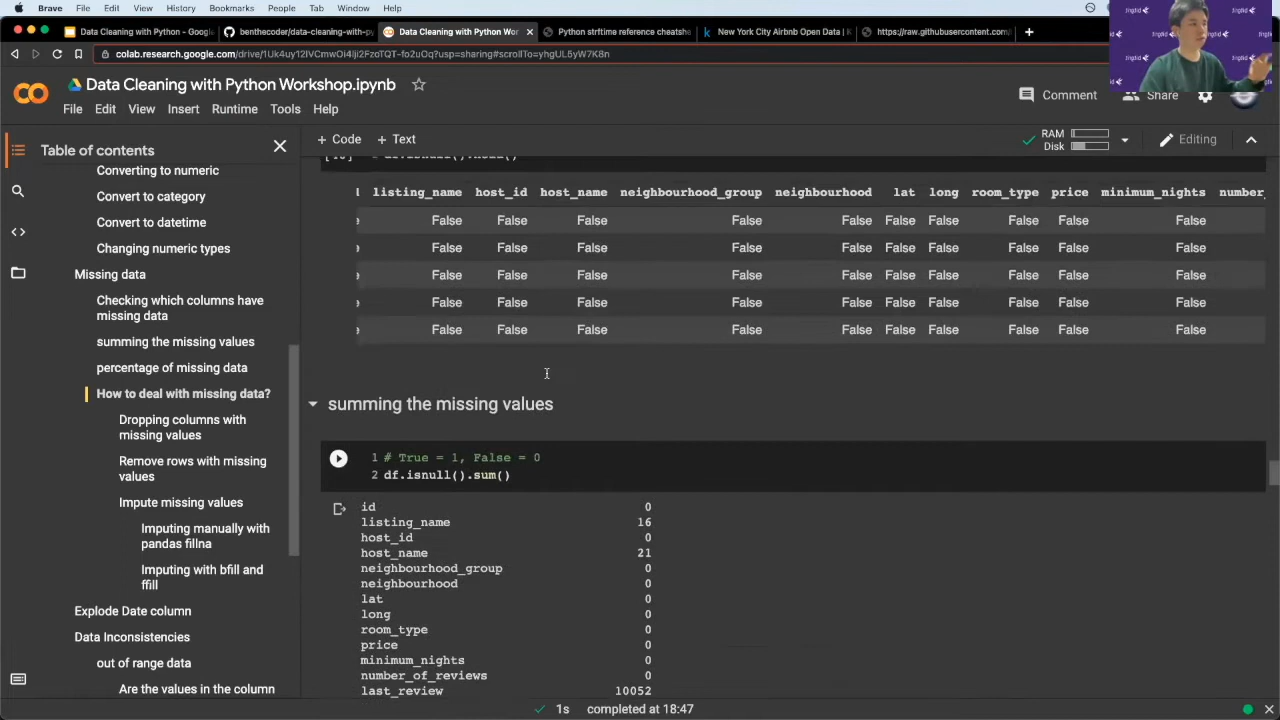 Brave File Edit View History Bookmarks People Tab Window Help
Data Cleaning in Python - Google
benthecoder/data-cleaning-with-py
Data Cleaning with Python Wor
Python strftime reference cheatshe
New York City Airbnb Open Data | K
https://raw.githubusercontent.com/
colab.research.google.com
Data Cleaning with Python Workshop.ipynb
File Edit View Insert Runtime Tools Help
Comment Share
Table of contents
+ Code + Text
RAM
Disk
Editing
Converting to numeric
Convert to category
Convert to datetime
Changing numeric types
Missing data
Checking which columns have
missing data
summing the missing values
percentage of missing data
How to deal with missing data?
Dropping columns with
missing values
Remove rows with missing
values
Impute missing values
Imputing manually with
pandas fillna
Imputing with bfill and
ffill
Explode Date column
Data Inconsistencies
out of range data
Are the values in the column
listing_name host_id host_name neighbourhood_group neighbourhood lat long room_type price minimum_nights number_
False False False False False False False False False False
False False False False False False False False False False
False False False False False False False False False False
False False False False False False False False False False
False False False False False False False False False False
summing the missing values
1 # True = 1, False = 0
2 df.isnull().sum()
id 0
listing_name 16
host_id 0
host_name 21
neighbourhood_group 0
neighbourhood 0
lat 0
long 0
room_type 0
price 0
minimum_nights 0
number_of_reviews 0
last_review 10052
1s completed at 18:47